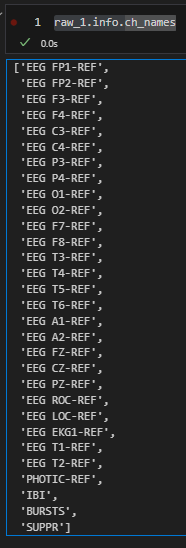 1 raw_1.info.ch_names
0.0s
['EEG FP1-REF',
'EEG FP2-REF',
'EEG F3-REF',
'EEG F4-REF',
'EEG C3-REF',
'EEG C4-REF',
'EEG P3-REF',
'EEG P4-REF',
'EEG O1-REF',
'EEG O2-REF',
'EEG F7-REF',
'EEG F8-REF',
'EEG T3-REF',
'EEG T4-REF',
'EEG T5-REF',
'EEG T6-REF',
'EEG A1-REF',
'EEG A2-REF',
'EEG FZ-REF',
'EEG CZ-REF',
'EEG PZ-REF',
'EEG ROC-REF',
'EEG LOC-REF',
'EEG EKG1-REF',
'EEG T1-REF',
'EEG T2-REF',
'PHOTIC-REF',
'IBI',
'BURSTS',
'SUPPR']